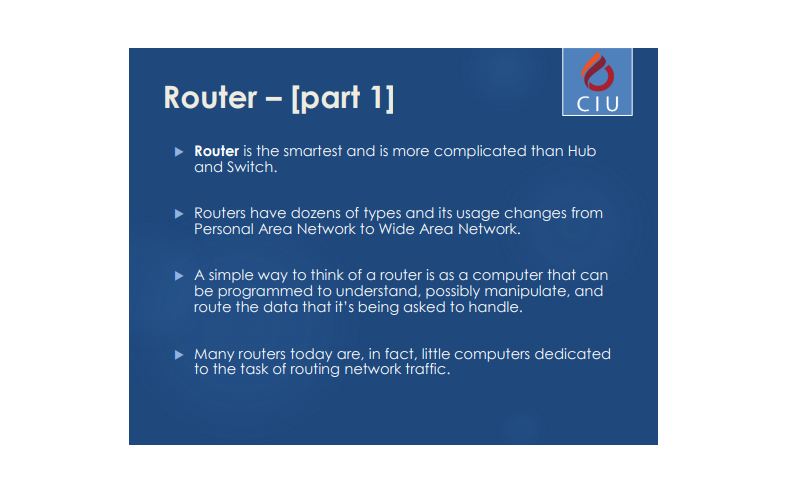 CIU
Router – [part 1]
Router is the smartest and is more complicated than Hub
and Switch.
Routers have dozens of types and its usage changes from
Personal Area Network to Wide Area Network.
A simple way to think of a router is as a computer that can
be programmed to understand, possibly manipulate, and
route the data that it's being asked to handle.
Many routers today are, in fact, little computers dedicated
to the task of routing network traffic.